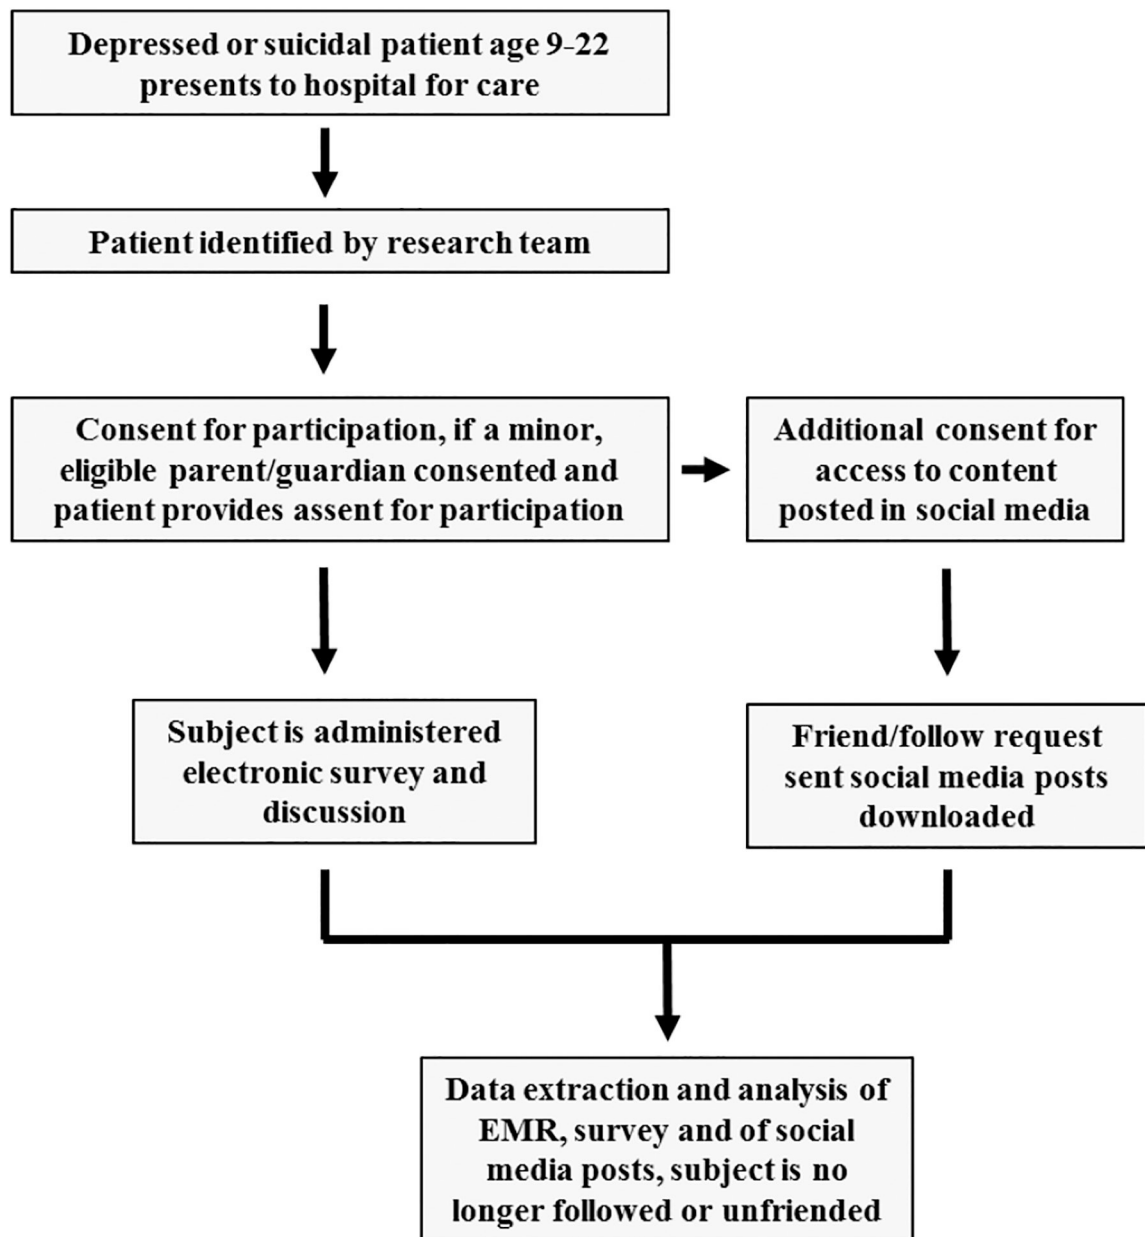 Depressed or suicidal patient age 9-22
presents to hospital for care
Patient identified by research team
Consent for participation, if a minor,
eligible parent/guardian consented and
patient provides assent for participation
Additional consent for
access to content
posted in social media
Subject is administered
electronic survey and
discussion
Friend/follow request
sent social media posts
downloaded
Data extraction and analysis of
EMR, survey and of social
media posts, subject is no
longer followed or unfriended